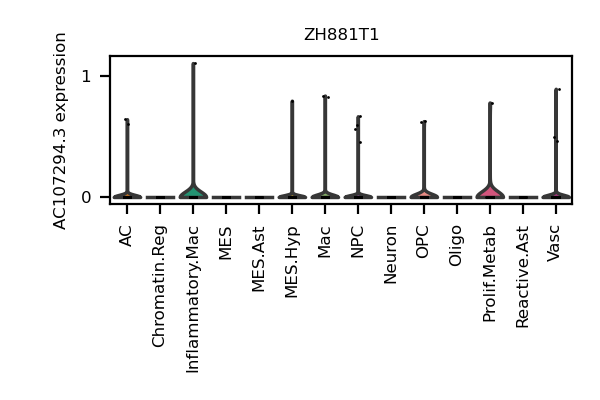 ZH881T1
AC107294.3 expression
1
0
AC
Chromatin.Reg
Inflammatory.Mac
MES
MES.Ast
MES.Hyp
Mac
NPC
Neuron
OPC
Oligo
Prolif.Metab
Reactive.Ast
Vasc